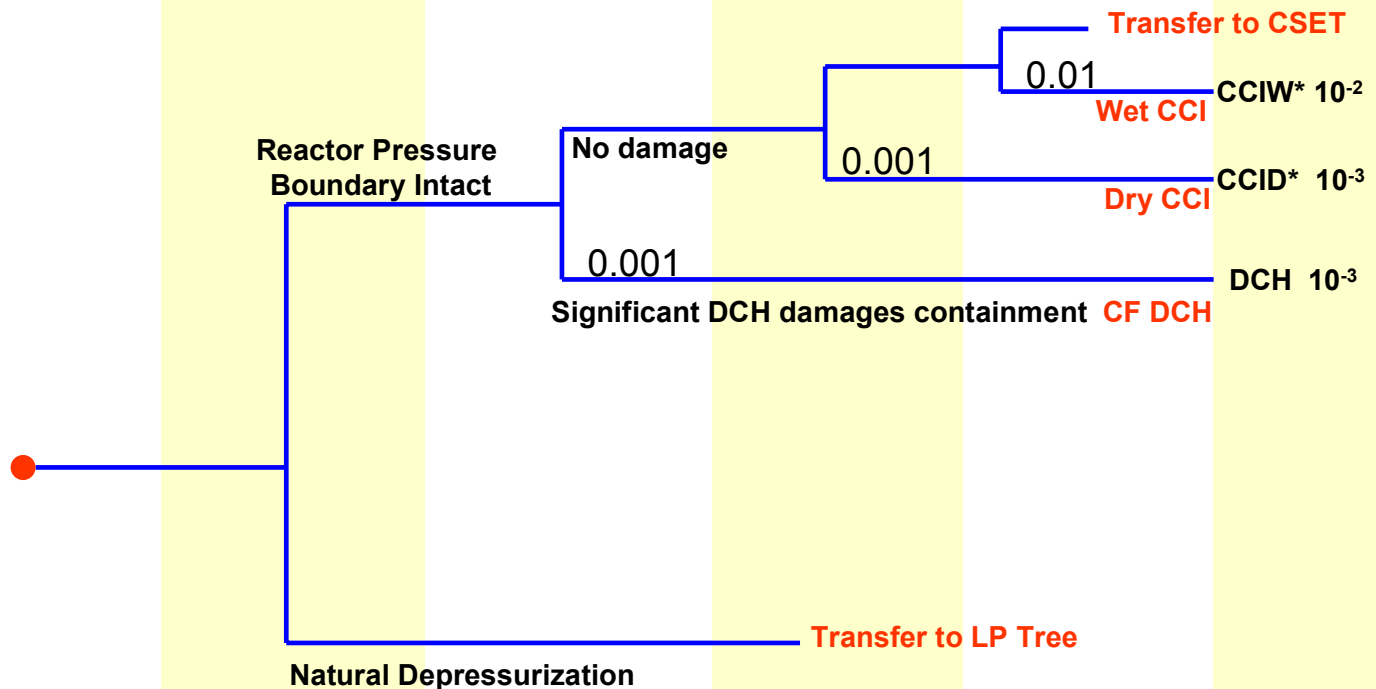 Transfer to CSET
0.01
CCIW* 10⁻²
Wet CCI
Reactor Pressure
Boundary Intact
No damage
0.001
CCID* 10⁻³
Dry CCI
0.001
DCH 10⁻³
Significant DCH damages containment CF DCH
Transfer to LP Tree
Natural Depressurization